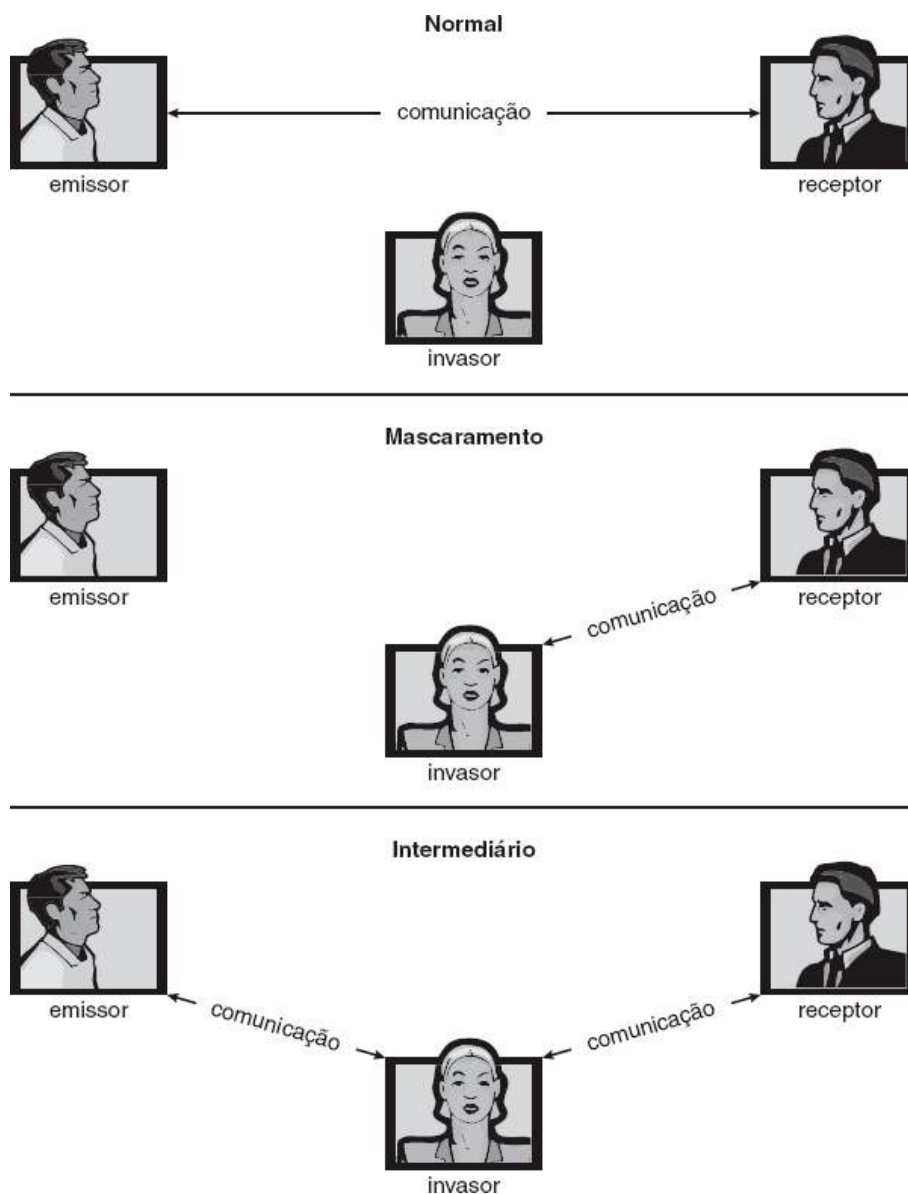 Normal
comunicação
emissor
receptor
invasor
Mascaramento
emissor
comunicação
receptor
invasor
Intermediário
emissor
comunicação
comunicação
receptor
invasor